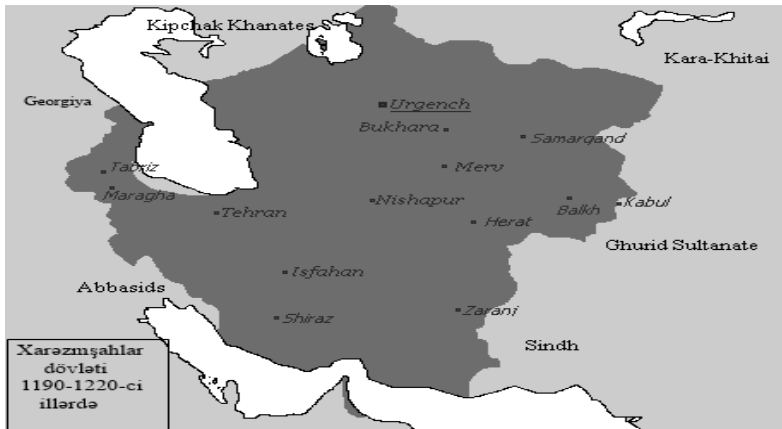 Kipchak Khanates
Kara-Khitai
Georgiya
Urgench
Bukhara
Samarqand
Tabriz
Maragha
Merv
Nishapur
Tehran
Herat
Balkh
Kabul
Ghurid Sultanate
Isfahan
Abbasids
Shiraz
Zaranj
Sindh
Xarəzmşahlar
dövləti
1190-1220-ci
illərdə